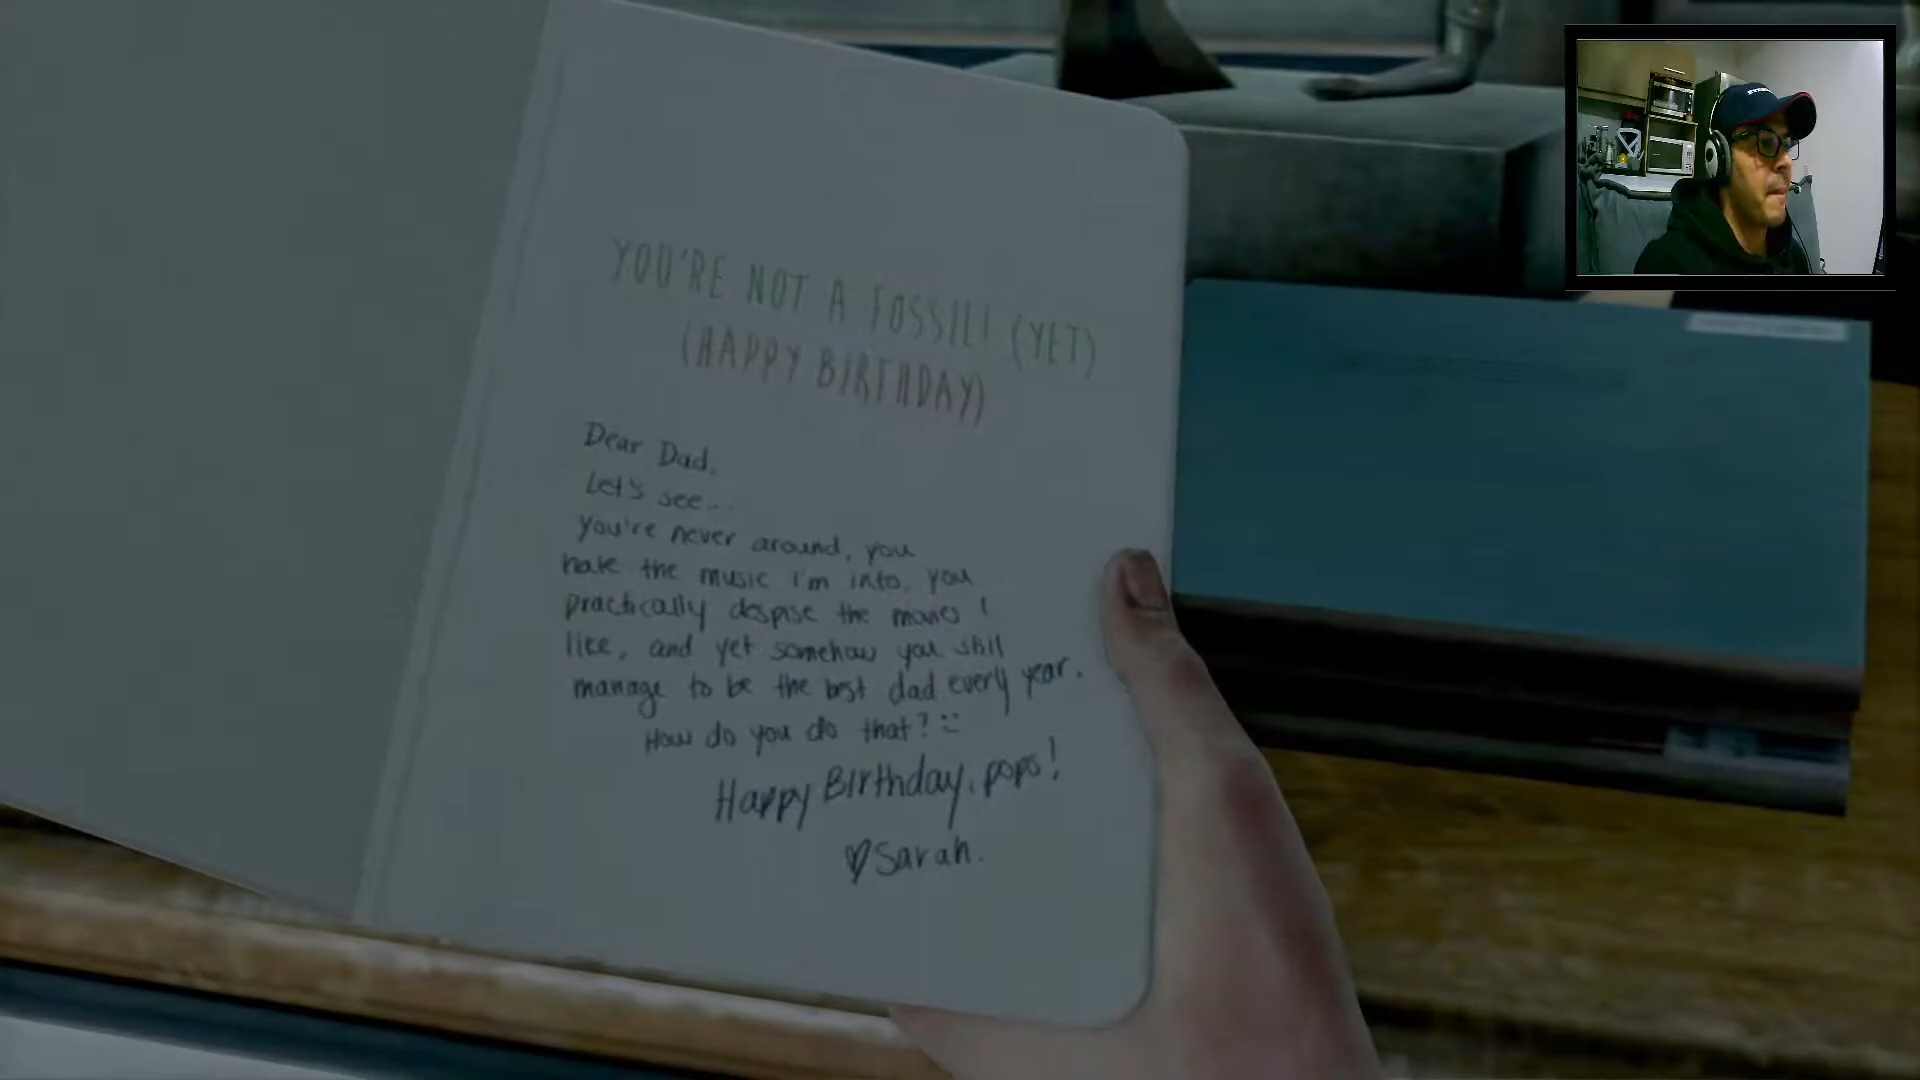 YOU'RE NOT A FOSSIL! (YET)
(HAPPY BIRTHDAY)
Dear Dad,
Let's see...
you're never around, you
hate the music i'm into, you
practically despise the movies I
like, and yet somehow you still
manage to be the best dad every year.
How do you do that? :)
Happy Birthday, pops!
♡ Sarah.